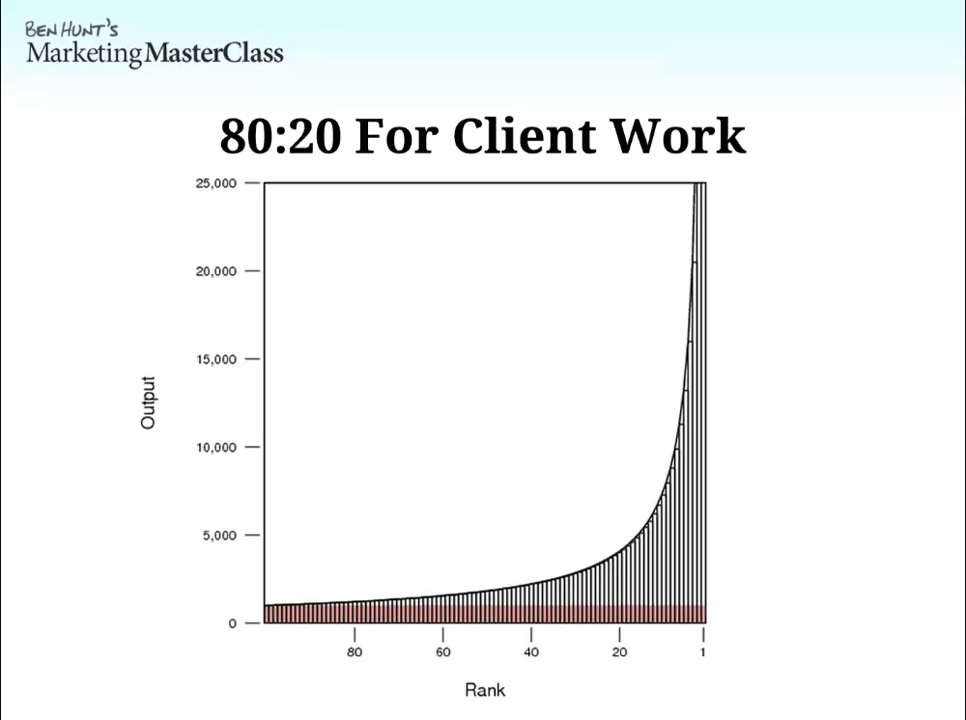 BEN HUNT'S
Marketing MasterClass
80:20 For Client Work
25,000
20,000
15,000
10,000
5,000
0
Output
80
60
40
20
1
Rank